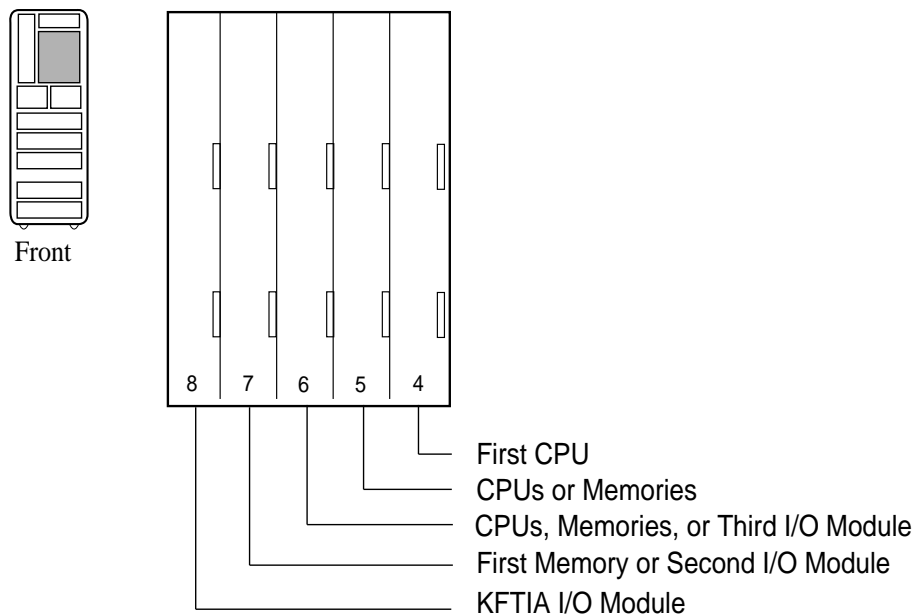 Front
8 7 6 5 4
First CPU
CPUs or Memories
CPUs, Memories, or Third I/O Module
First Memory or Second I/O Module
KFTIA I/O Module